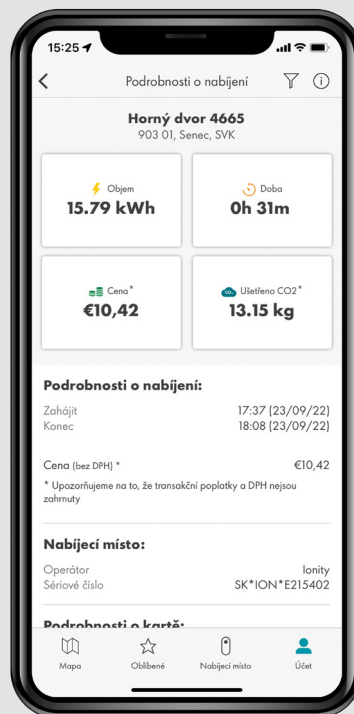 15:25
Podrobnosti o nabíjení
Horný dvor 4665
903 01, Senec, SVK
Objem
15.79 kWh
Doba
0h 31m
Cena*
€10,42
CO₂ Ušetřeno CO2*
13.15 kg
Podrobnosti o nabíjení:
Zahájit 17:37 (23/09/22)
Konec 18:08 (23/09/22)
Cena (bez DPH) * €10,42
* Upozorňujeme na to, že transakční poplatky a DPH nejsou
zahrnuty
Nabíjecí místo:
Operátor Ionity
Sériové číslo SK*ION*E215402
Podrobnosti o kartě:
Mapa Oblíbené Nabíjecí místo Účet